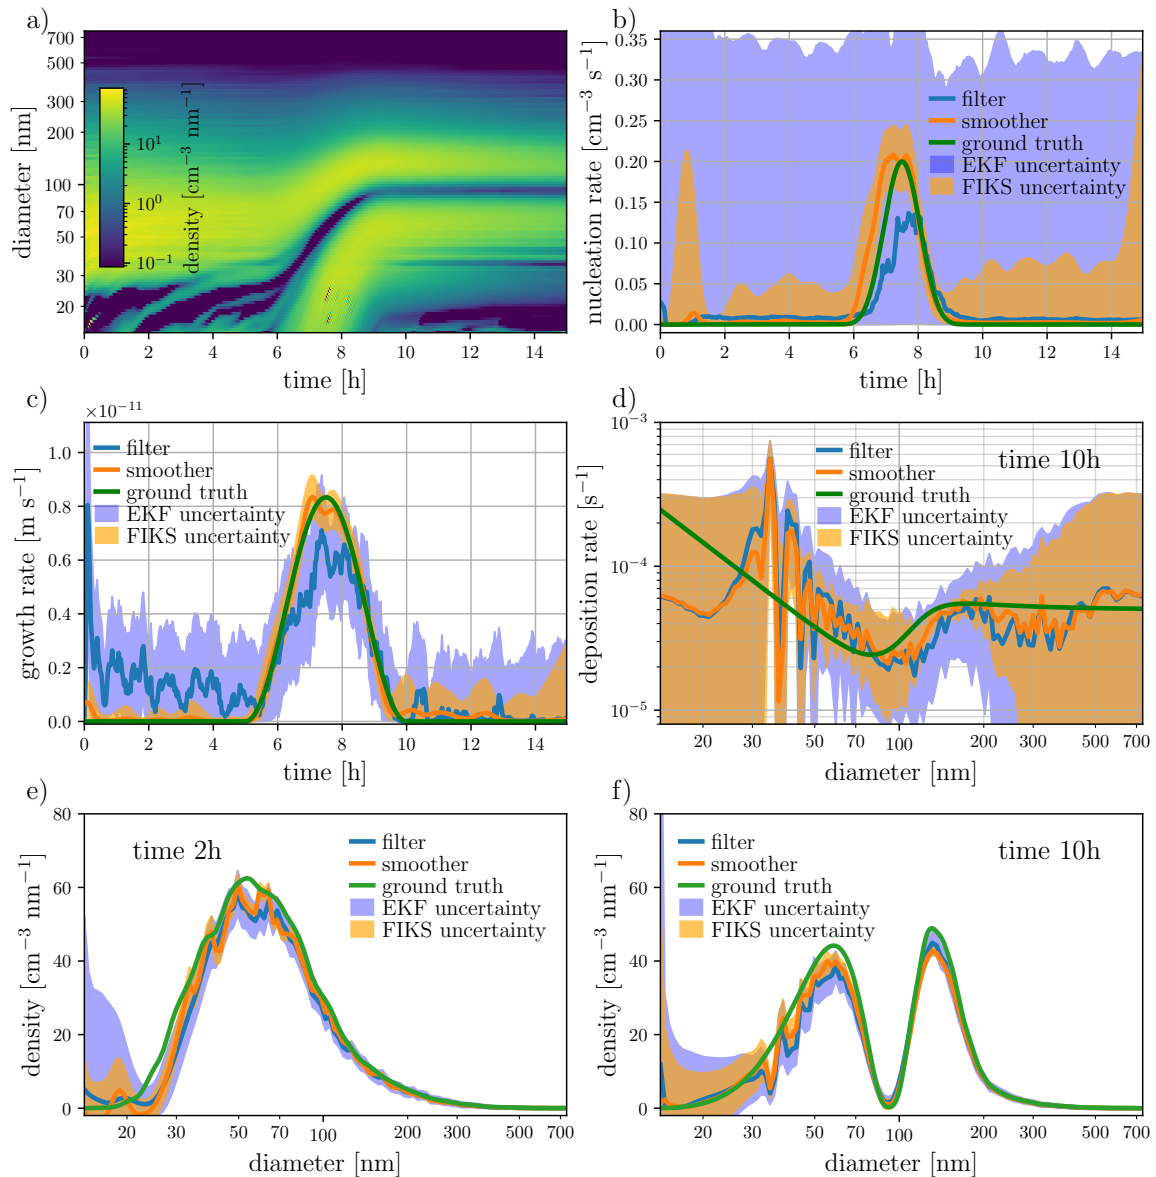 a)
700
500
300
200
100
70
50
30
20
diameter [nm]
10¹
10⁰
10⁻¹
density [cm⁻³ nm⁻¹]
0 2 4 6 8 10 12 14
time [h]
b)
0.35
0.30
0.25
0.20
0.15
0.10
0.05
0.00
nucleation rate [cm⁻³ s⁻¹]
filter
smoother
ground truth
EKF uncertainty
FIKS uncertainty
0 2 4 6 8 10 12 14
time [h]
c)
×10⁻¹¹
1.0
0.8
0.6
0.4
0.2
0.0
growth rate [m s⁻¹]
filter
smoother
ground truth
EKF uncertainty
FIKS uncertainty
0 2 4 6 8 10 12 14
time [h]
d)
10⁻³
10⁻⁴
10⁻⁵
deposition rate [s⁻¹]
filter
smoother
ground truth
EKF uncertainty
FIKS uncertainty
time 10h
20 30 50 70 100 200 300 500 700
diameter [nm]
e)
80
60
40
20
0
density [cm⁻³ nm⁻¹]
time 2h
filter
smoother
ground truth
EKF uncertainty
FIKS uncertainty
20 30 50 70 100 200 300 500 700
diameter [nm]
f)
80
60
40
20
0
density [cm⁻³ nm⁻¹]
filter
smoother
ground truth
EKF uncertainty
FIKS uncertainty
time 10h
20 30 50 70 100 200 300 500 700
diameter [nm]